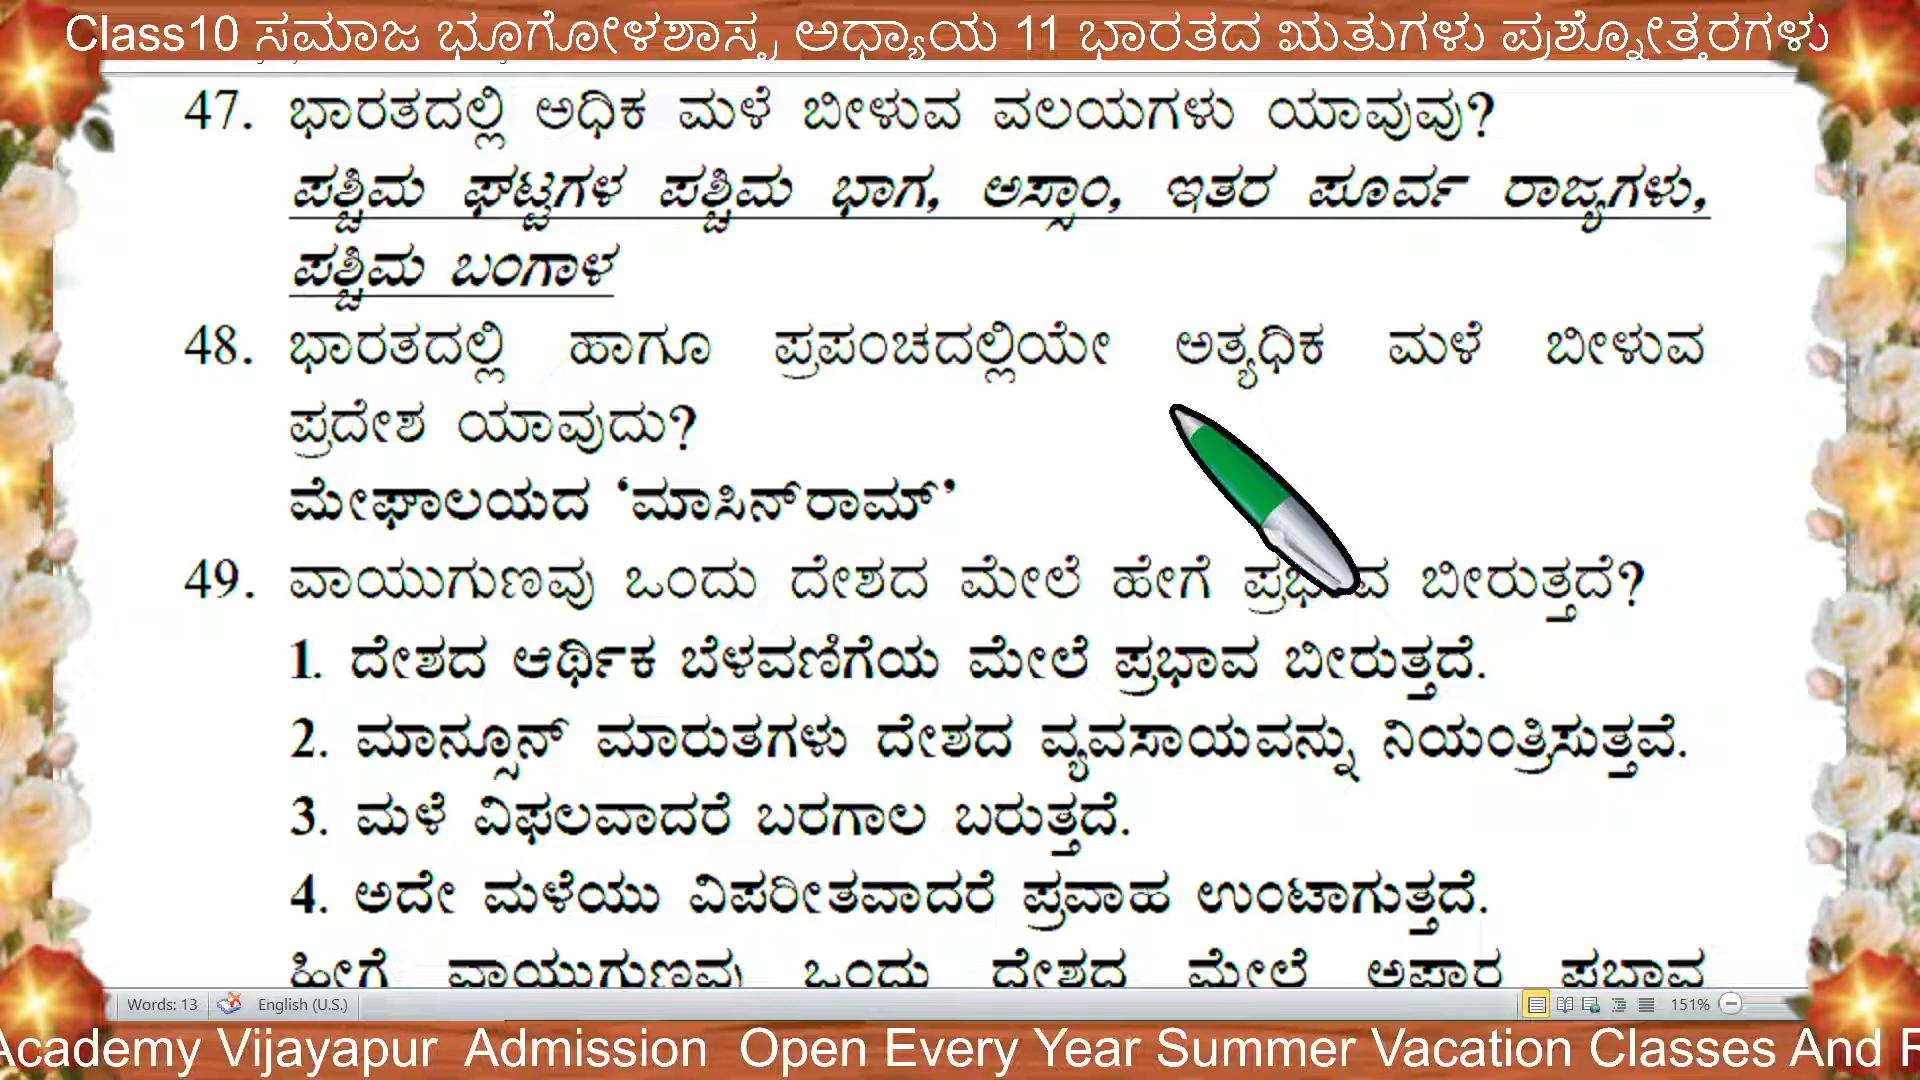 Class10 ಸಮಾಜ ಭೂಗೋಳಶಾಸ್ತ್ರ ಅಧ್ಯಾಯ 11 ಭಾರತದ ಋತುಗಳು ಪ್ರಶ್ನೋತ್ತರಗಳು
47. ಭಾರತದಲ್ಲಿ ಅಧಿಕ ಮಳೆ ಬೀಳುವ ವಲಯಗಳು ಯಾವುವು?
ಪಶ್ಚಿಮ ಘಟ್ಟಗಳ ಪಶ್ಚಿಮ ಭಾಗ, ಅಸ್ಸಾಂ, ಇತರ ಪೂರ್ವ ರಾಜ್ಯಗಳು,
ಪಶ್ಚಿಮ ಬಂಗಾಳ
48. ಭಾರತದಲ್ಲಿ ಹಾಗೂ ಪ್ರಪಂಚದಲ್ಲಿಯೇ ಅತ್ಯಧಿಕ ಮಳೆ ಬೀಳುವ
ಪ್ರದೇಶ ಯಾವುದು?
ಮೇಘಾಲಯದ ‘ಮಾಸಿನ್‌ರಾಮ್’
49. ವಾಯುಗುಣವು ಒಂದು ದೇಶದ ಮೇಲೆ ಹೇಗೆ ಪ್ರಭಾವ ಬೀರುತ್ತದೆ?
1. ದೇಶದ ಆರ್ಥಿಕ ಬೆಳವಣಿಗೆಯ ಮೇಲೆ ಪ್ರಭಾವ ಬೀರುತ್ತದೆ.
2. ಮಾನ್ಸೂನ್ ಮಾರುತಗಳು ದೇಶದ ವ್ಯವಸಾಯವನ್ನು ನಿಯಂತ್ರಿಸುತ್ತವೆ.
3. ಮಳೆ ವಿಫಲವಾದರೆ ಬರಗಾಲ ಬರುತ್ತದೆ.
4. ಅದೇ ಮಳೆಯು ವಿಪರೀತವಾದರೆ ಪ್ರವಾಹ ಉಂಟಾಗುತ್ತದೆ.
ಹೀಗೆ ವಾಯುಗುಣವು ಒಂದು ದೇಶದ ಮೇಲೆ ಅಪಾರ
Words: 13 English (U.S.) 151%
Academy Vijayapur Admission Open Every Year Summer Vacation Classes And